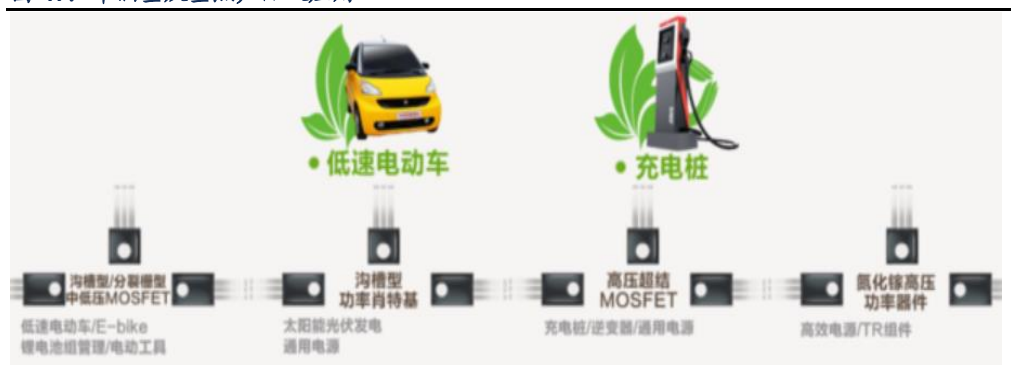 • 低速电动车
• 充电桩
沟槽型/分裂栅型
中低压MOSFET
沟槽型
功率肖特基
高压超结
MOSFET
氮化镓高压
功率器件
低速电动车/E-bike
锂电池组管理/电动工具
太阳能光伏发电
通用电源
充电桩/逆变器/通用电源
高效电源/TR组件